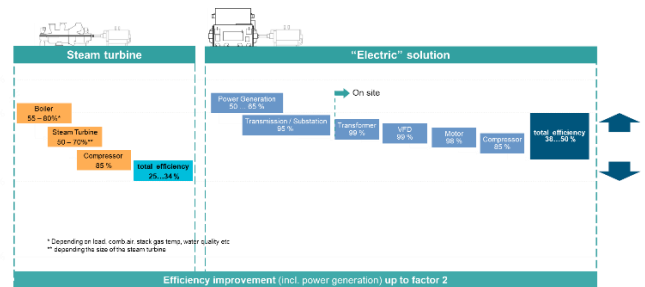 Steam turbine
"Electric" solution
Boiler
55 – 80%*
Steam Turbine
50 – 70%**
Compressor
85 %
total efficiency
25...34 %
Power Generation
50 ... 65 %
On site
Transmission / Substation
95 %
Transformer
99 %
VFD
99 %
Motor
98 %
Compressor
85 %
total efficiency
38...50 %
* Depending on load, comb.air, stack gas temp, water quality etc
** depending the size of the steam turbine
Efficiency improvement (incl. power generation) up to factor 2